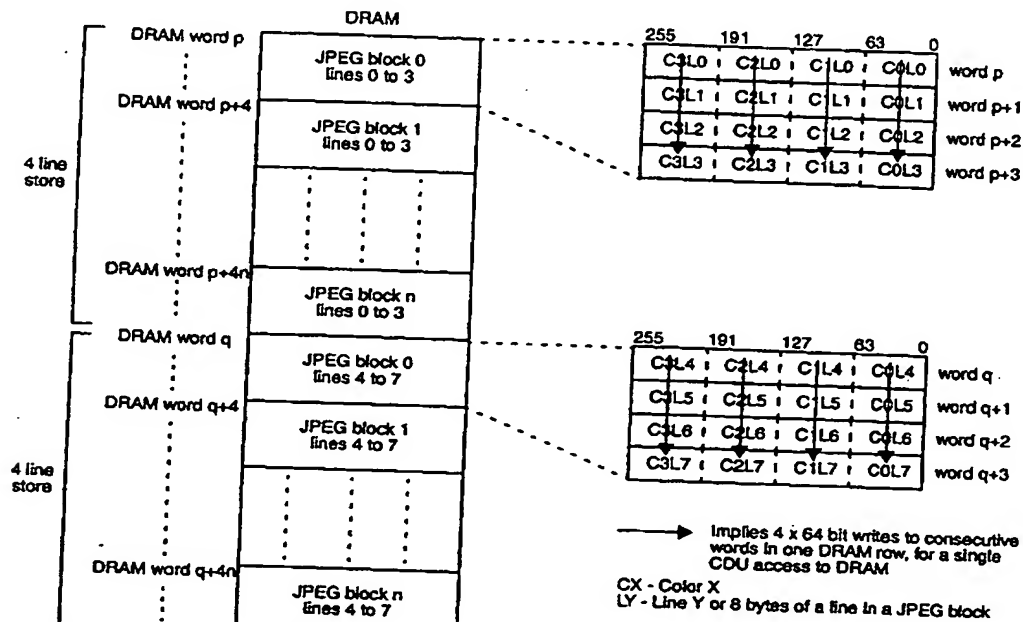 DRAM
DRAM word p
JPEG block 0
lines 0 to 3
DRAM word p+4
JPEG block 1
lines 0 to 3
4 line
store
DRAM word p+4n
JPEG block n
lines 0 to 3
255 191 127 63 0
C3L0 C2L0 C1L0 C0L0 word p
C3L1 C2L1 C1L1 C0L1 word p+1
C3L2 C2L2 C1L2 C0L2 word p+2
C3L3 C2L3 C1L3 C0L3 word p+3
DRAM word q
JPEG block 0
lines 4 to 7
DRAM word q+4
JPEG block 1
lines 4 to 7
4 line
store
DRAM word q+4n
JPEG block n
lines 4 to 7
255 191 127 63 0
C3L4 C2L4 C1L4 C0L4 word q
C3L5 C2L5 C1L5 C0L5 word q+1
C3L6 C2L6 C1L6 C0L6 word q+2
C3L7 C2L7 C1L7 C0L7 word q+3
Implies 4 x 64 bit writes to consecutive
words in one DRAM row, for a single
CDU access to DRAM
CX - Color X
LY - Line Y or 8 bytes of a line in a JPEG block